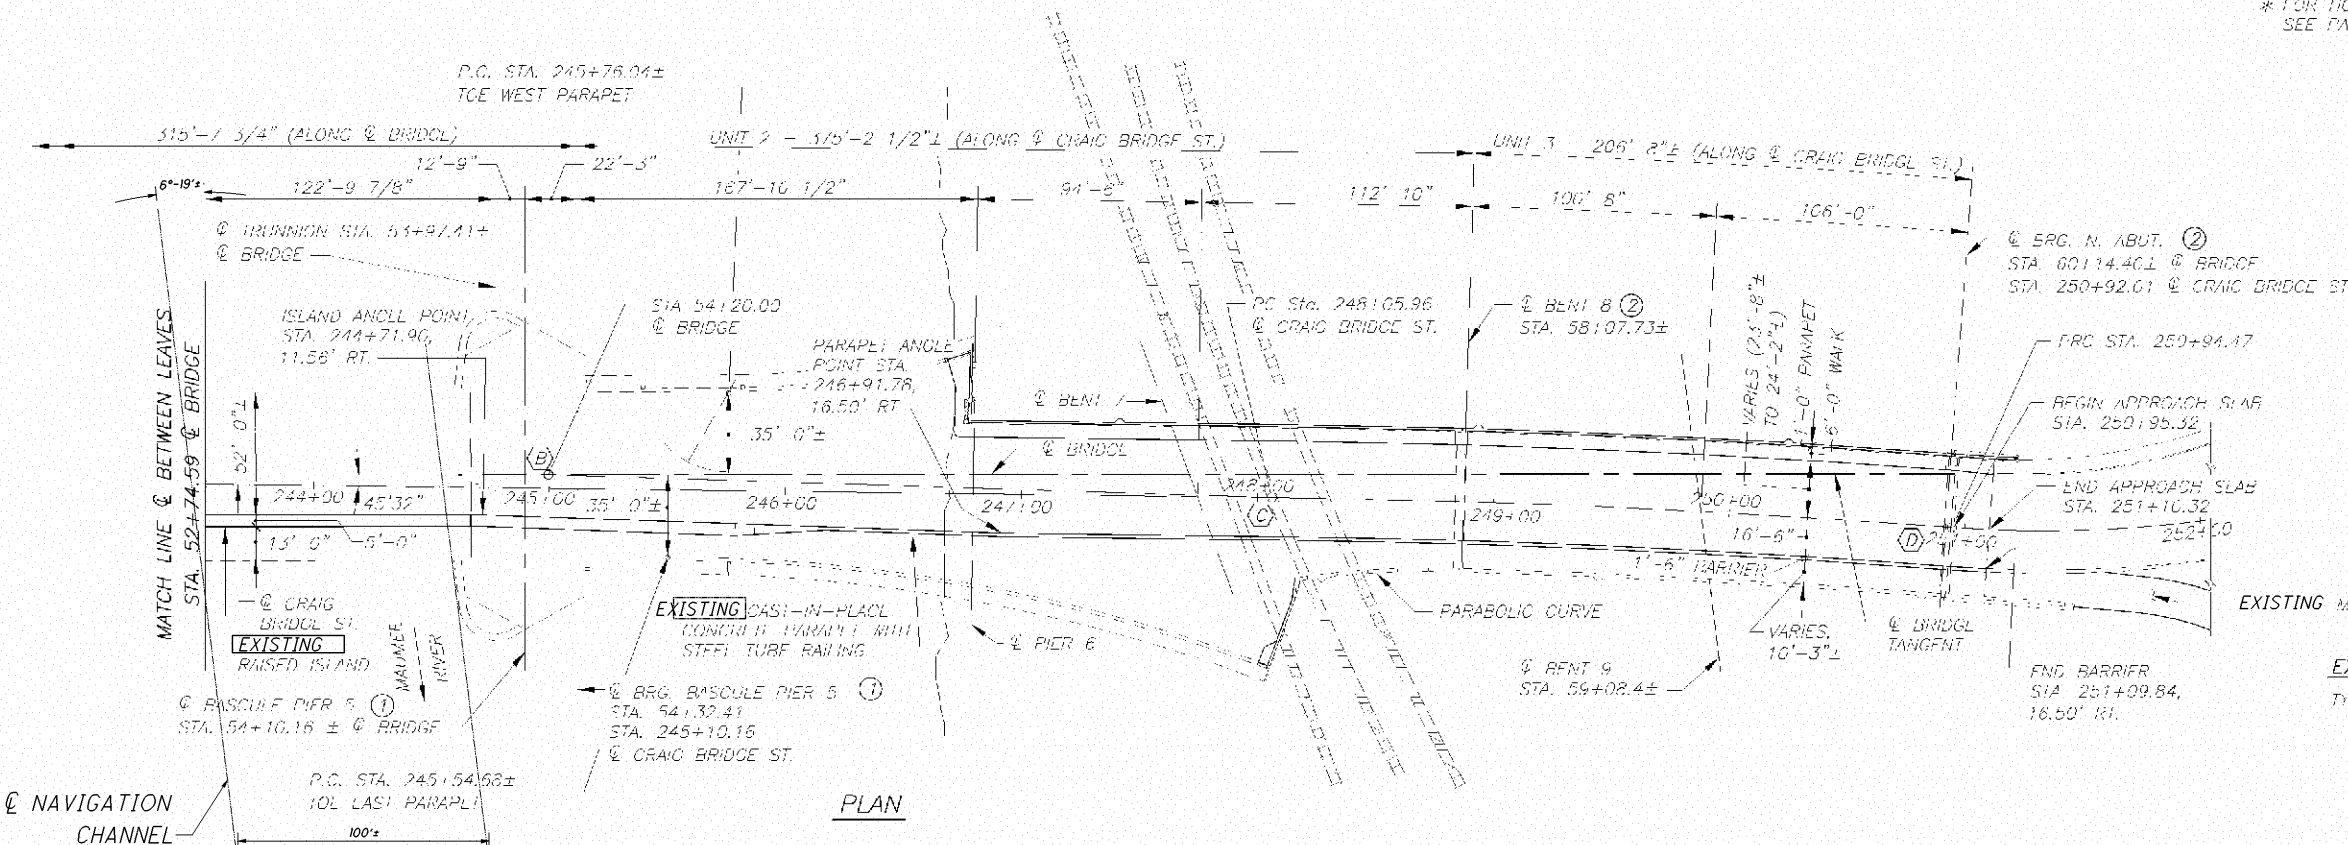 SEE PA
P.C. STA. 245+76.04±
TOE WEST PARAPET
315'-7 3/4" (ALONG ℄ BRIDGE)
UNIT 2 - 375'-2 1/2"± (ALONG ℄ CRAIG BRIDGE ST.)
UNIT 3 206' 8"± (ALONG ℄ CRAIG BRIDGE ST.)
12'-9"
22'-3"
6°-19'±
122'-9 7/8"
167'-10 1/2"
94'-6"
112' 10"
100' 8"
106'-0"
℄ TRUNNION STA. 53+97.41±
℄ BRIDGE
℄ BRG. N. ABUT. 2
STA. 60+14.40± ℄ BRIDGE
STA. 250+92.61 ℄ CRAIG BRIDGE ST
MATCH LINE ℄ BETWEEN LEAVES
STA. 52+74.59 ℄ BRIDGE
ISLAND ANGLE POINT
STA. 244+71.90,
11.56' RT.
STA 54+20.00
℄ BRIDGE
PARAPET ANGLE
POINT STA.
246+91.78,
16.50' RT
PC Sta. 248+05.96
℄ CRAIG BRIDGE ST.
℄ BENT 8 2
STA. 58+07.73±
VARIES (25'-8"±
TO 24'-2"±)
1'-0" PARAPET
6'-0" WALK
PRC STA. 250+94.47
BEGIN APPROACH SLAB
STA. 250+95.32
℄ BENT 7
52' 0"±
35' 0"±
℄ BRIDGE
B
244+00
45'32"
245+00
35' 0"±
246+00
247+00
248+00
C
249+00
250+00
END APPROACH SLAB
STA. 251+10.32
252+00
D
251+00
13' 0"
5'-0"
16'-6"
1'-6" BARRIER
℄ CRAIG
BRIDGE ST.
EXISTING
RAISED ISLAND
MAUMEE
RIVER
EXISTING CAST-IN-PLACE
CONCRETE PARAPET WITH
STEEL TUBE RAILING
℄ PIER 6
PARABOLIC CURVE
VARIES,
10'-3"±
℄ BRIDGE
TANGENT
EXISTING
℄ BASCULE PIER 5 1
STA. 54+10.16 ± ℄ BRIDGE
℄ BRG. BASCULE PIER 5 1
STA. 54+32.41
STA. 245+10.16
℄ CRAIG BRIDGE ST.
℄ BENT 9
STA. 59+08.4±
END BARRIER
STA 251+09.84,
16.50' RT.
P.C. STA. 245+54.68±
TOE EAST PARAPET
℄ NAVIGATION
CHANNEL
100'±
PLAN